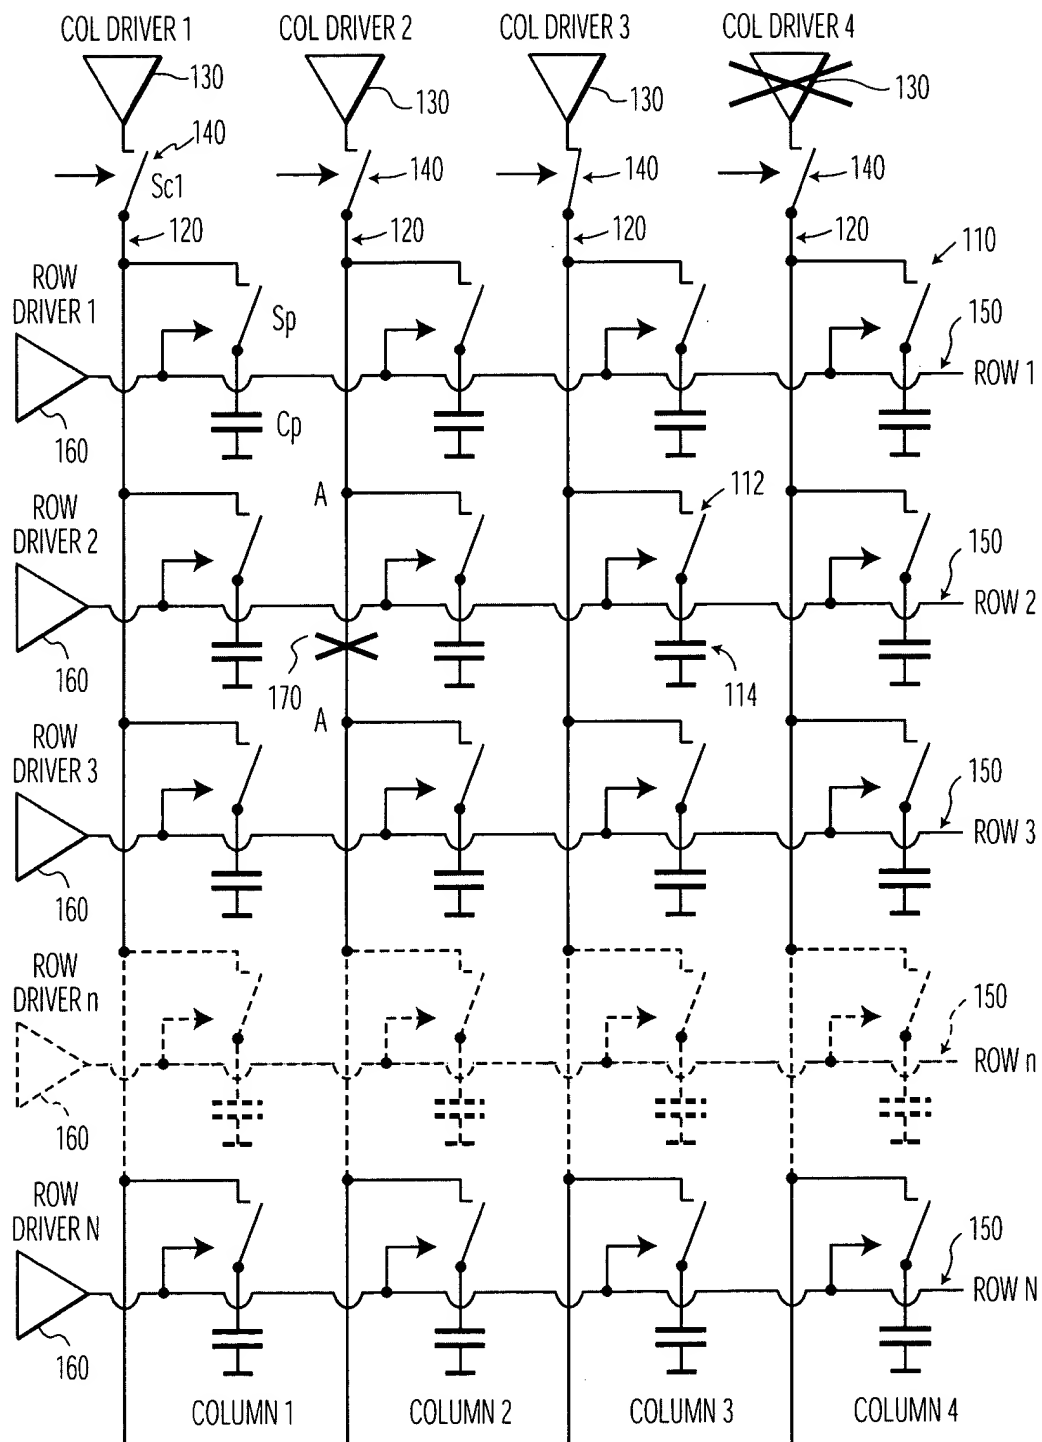 COL DRIVER 1 COL DRIVER 2 COL DRIVER 3 COL DRIVER 4
130 130 130 130
140 140 140 140
Sc1
120 120 120 120
110
ROW
DRIVER 1
Sp
150
ROW 1
160
Cp
A
112
ROW
DRIVER 2
150
ROW 2
160
170
114
A
ROW
DRIVER 3
150
ROW 3
160
ROW
DRIVER n
150
ROW n
160
ROW
DRIVER N
150
ROW N
160
COLUMN 1 COLUMN 2 COLUMN 3 COLUMN 4